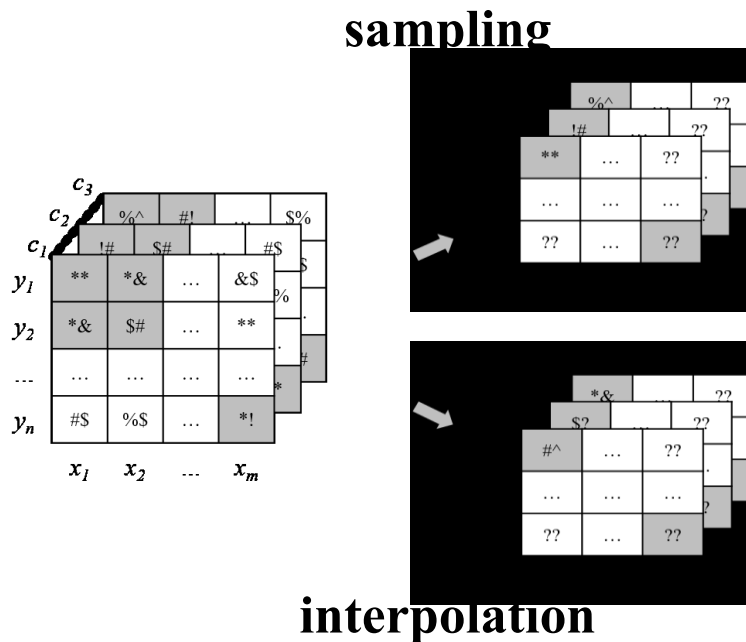 sampling
%^ … ??
!# … ??
** … ??
… … …
?? … ??
c3
c2
c1
%^ #! … $%
!# $# … #$
y1 ** *& … &$
y2 *& $# … **
... … … … …
yn #$ %$ … *!
x1 x2 ... xm
*& … ??
$? … ??
#^ … ??
… … …
?? … ??
interpolation